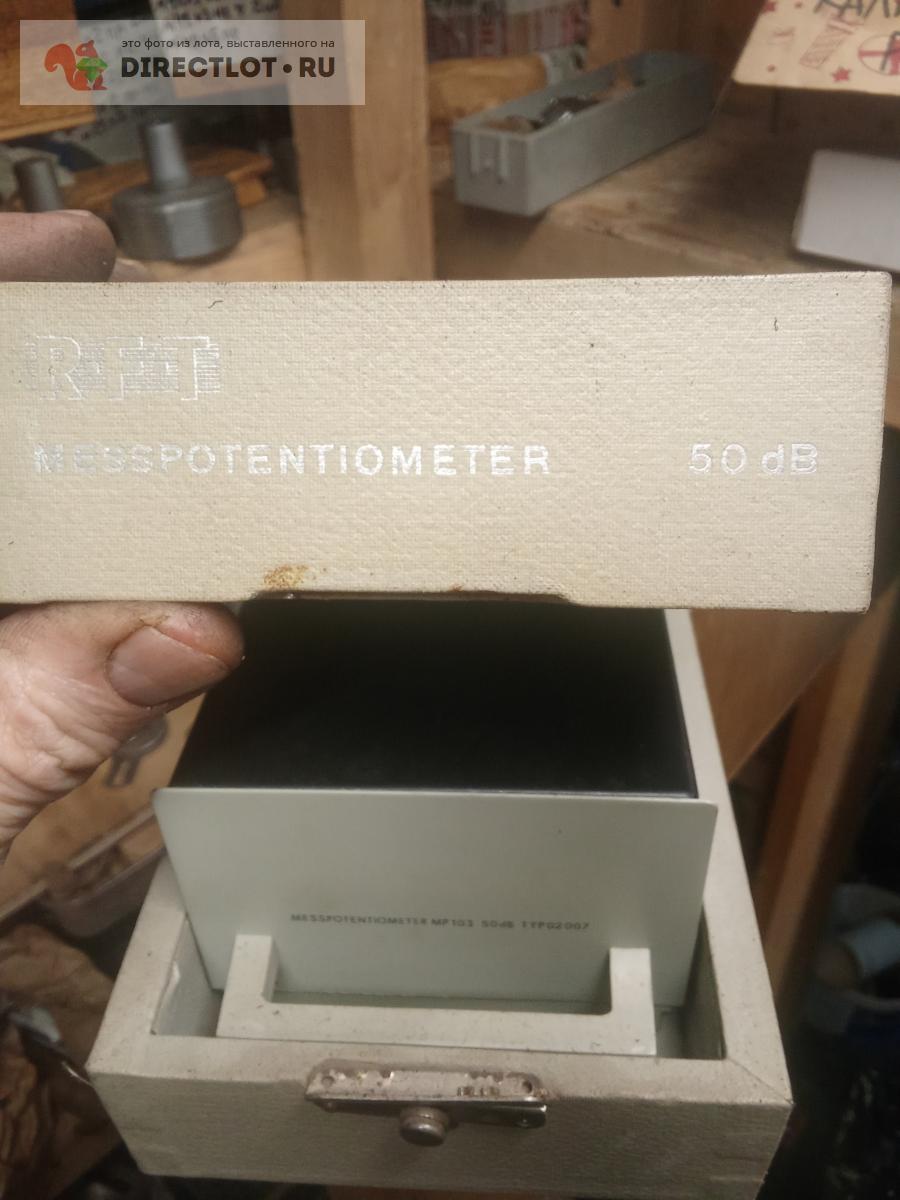 это фото из лота, выставленного на
DIRECTLOT•RU
RFT
MESSPOTENTIOMETER 50 dB
MESSPOTENTIOMETER MP103 50dB TYP02007